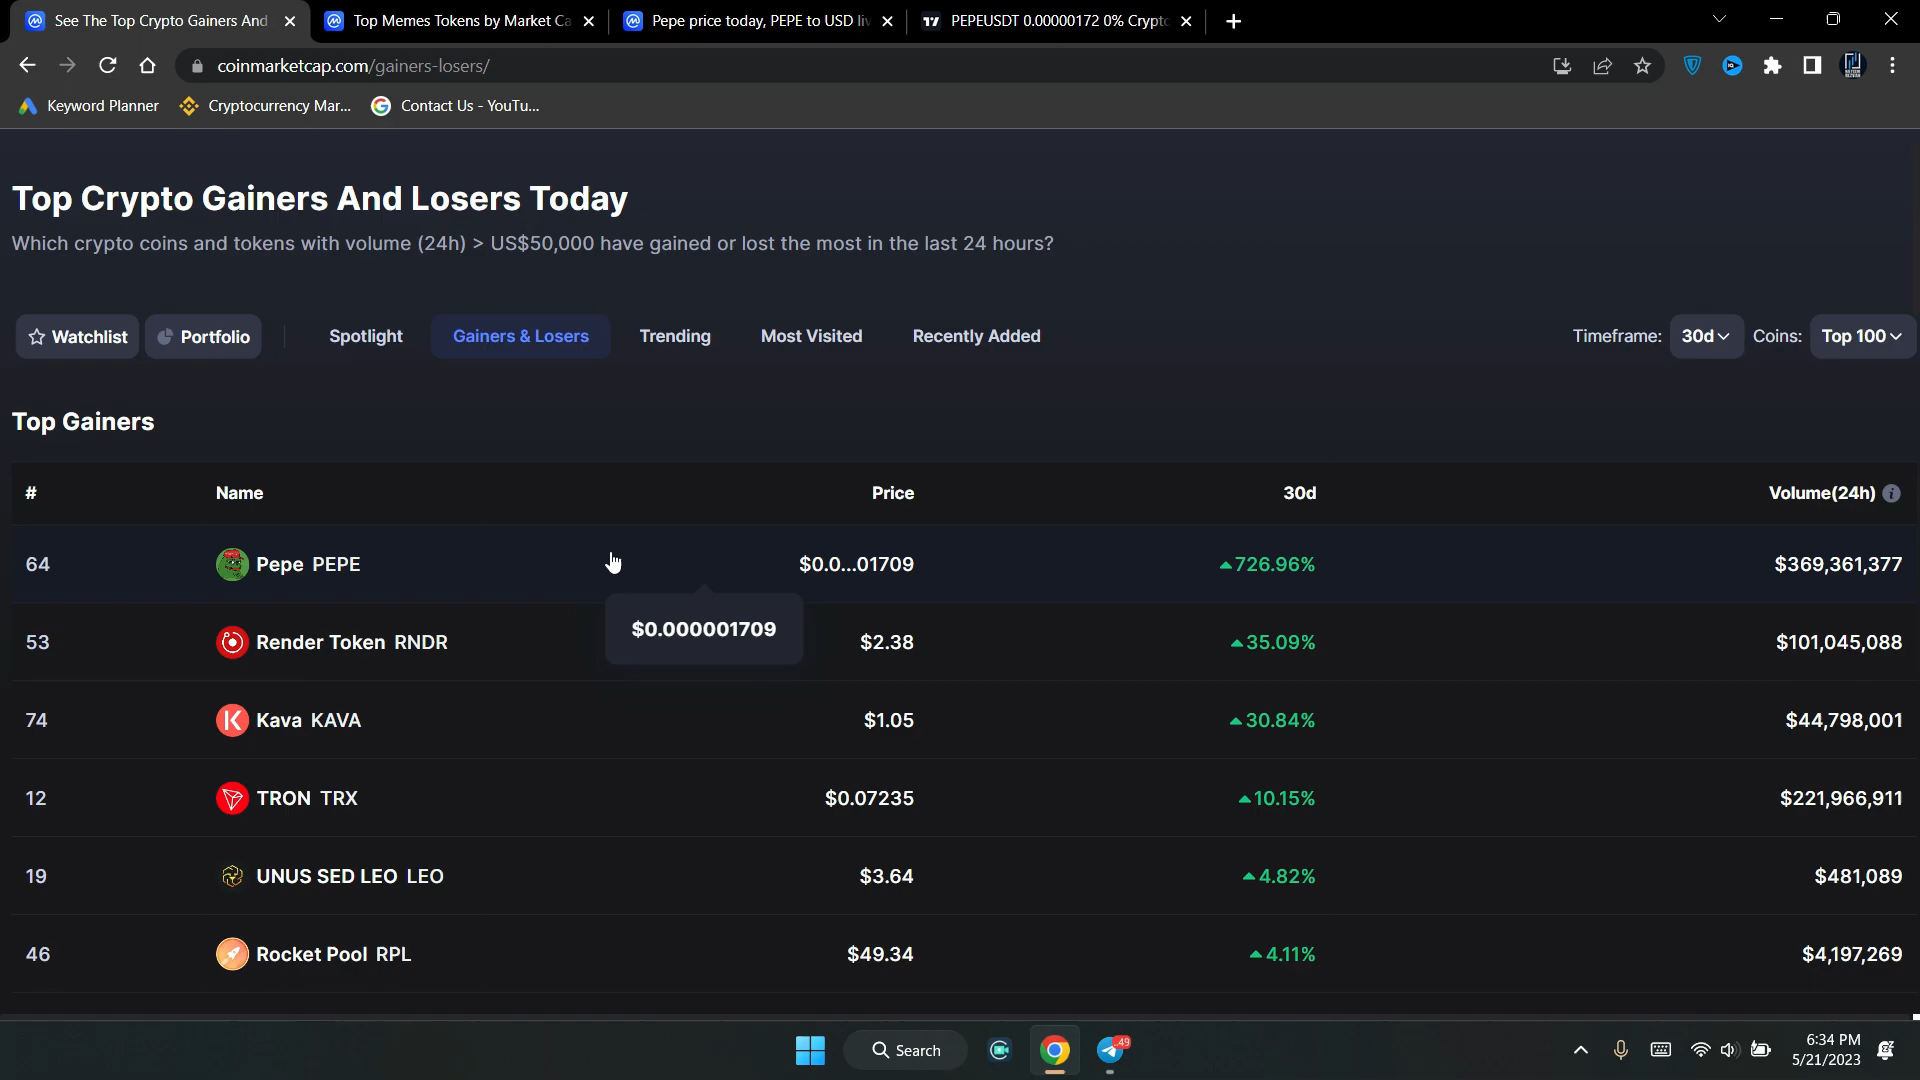 See The Top Crypto Gainers And
Top Memes Tokens by Market Ca
Pepe price today, PEPE to USD liv
PEPEUSDT 0.00000172 0% Crypto
coinmarketcap.com/gainers-losers/
Keyword Planner
Cryptocurrency Mar...
Contact Us - YouTu...
Top Crypto Gainers And Losers Today
Which crypto coins and tokens with volume (24h) > US$50,000 have gained or lost the most in the last 24 hours?
Watchlist Portfolio Spotlight Gainers & Losers Trending Most Visited Recently Added Timeframe: 30d Coins: Top 100
Top Gainers
# Name Price 30d Volume(24h)
64 Pepe PEPE $0.0...01709 726.96% $369,361,377
$0.000001709
53 Render Token RNDR $2.38 35.09% $101,045,088
74 Kava KAVA $1.05 30.84% $44,798,001
12 TRON TRX $0.07235 10.15% $221,966,911
19 UNUS SED LEO LEO $3.64 4.82% $481,089
46 Rocket Pool RPL $49.34 4.11% $4,197,269
Search
49
6:34 PM
5/21/2023